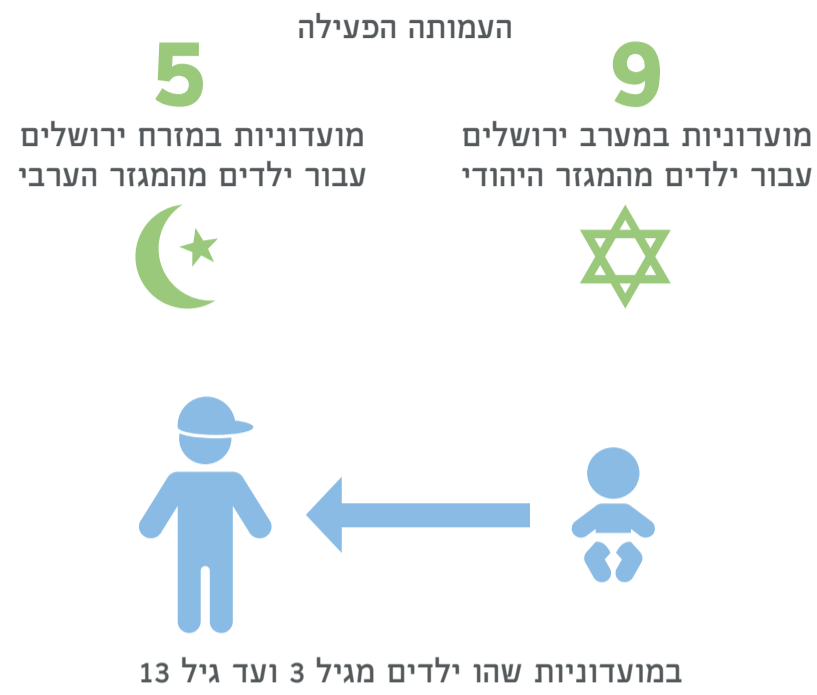 העמותה הפעילה
9
מועדוניות במערב ירושלים
עבור ילדים מהמגזר היהודי
5
מועדוניות במזרח ירושלים
עבור ילדים מהמגזר הערבי
במועדוניות שהו ילדים מגיל 3 ועד גיל 13